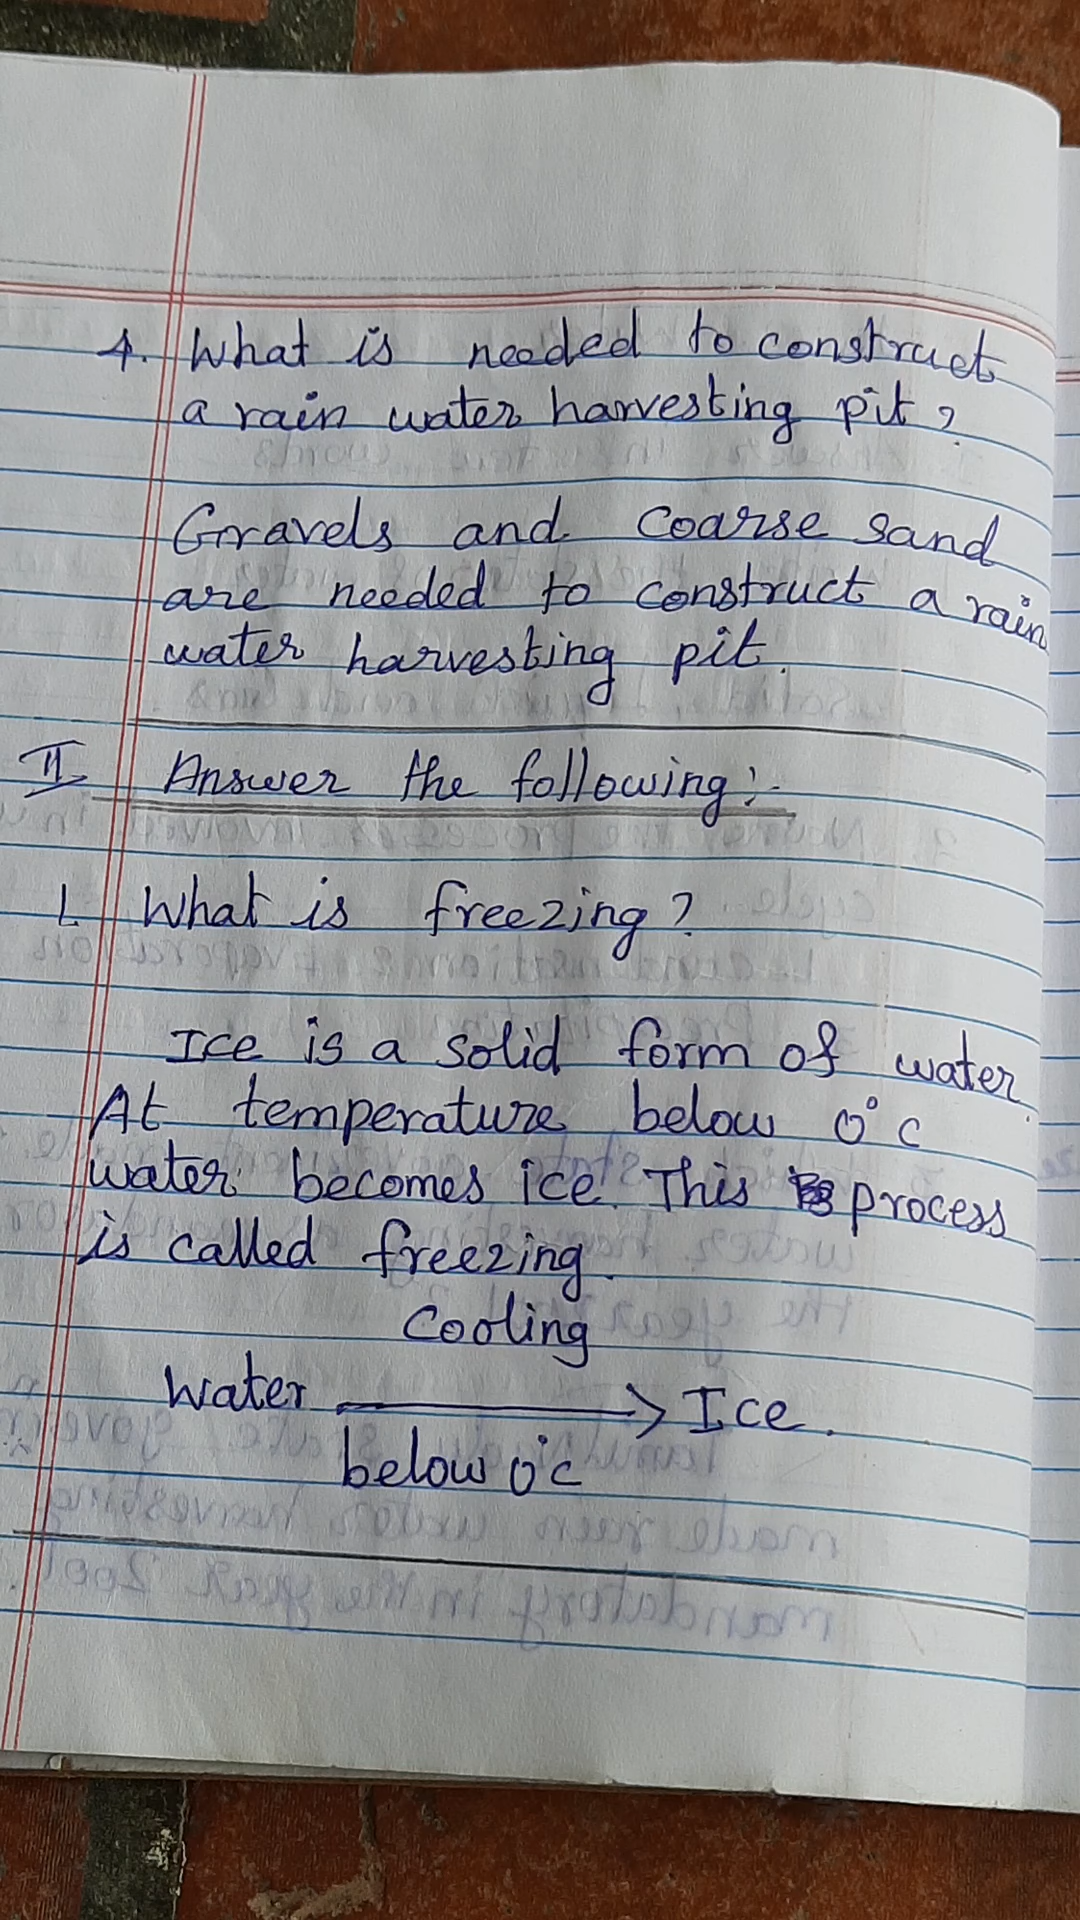 4. What is needed to construct
a rain water harvesting pit?
Gravels and coarse sand
are needed to construct a rain
water harvesting pit.
II Answer the following:-
1. What is freezing?
Ice is a solid form of water.
At temperature below 0°c
water becomes ice. This process
is called freezing.
Cooling
Water → Ice.
below 0°c